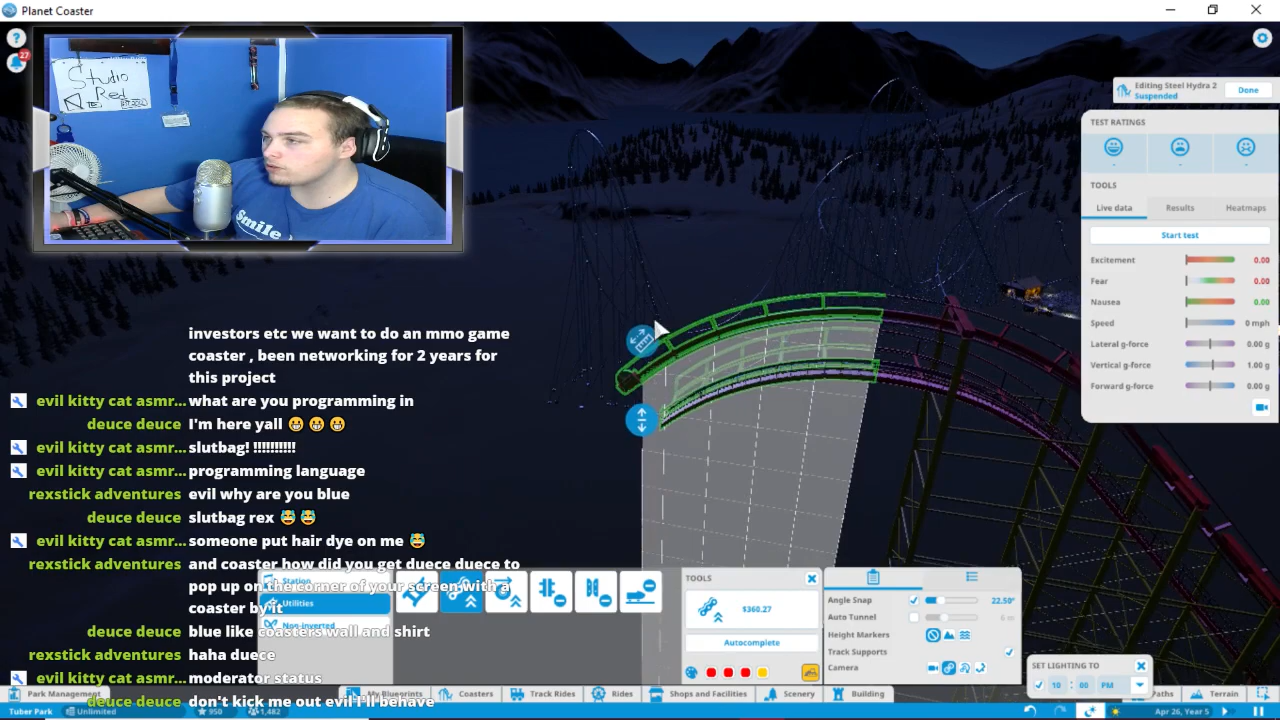 Planet Coaster
?
27
Studio
Red
Smile
Editing Steel Hydra 2
Suspended
Done
TEST RATINGS
- - -
TOOLS
Live data Results Heatmaps
Start test
Excitement 0.00
Fear 0.00
Nausea 0.00
Speed 0 mph
Lateral g-force 0.00 g
Vertical g-force 1.00 g
Forward g-force 0.00 g
investors etc we want to do an mmo game
coaster , been networking for 2 years for
this project
evil kitty cat asmr... what are you programming in
deuce deuce I'm here yall 😁 😁 😁
evil kitty cat asmr... slutbag! !!!!!!!!!!
evil kitty cat asmr... programming language
rexstick adventures evil why are you blue
deuce deuce slutbag rex 😅 😅
evil kitty cat asmr... someone put hair dye on me 😅
rexstick adventures and coaster how did you get duece duece to
pop up on the corner of your screen with a
coaster by it
deuce deuce blue like coasters wall and shirt
rexstick adventures haha duece
evil kitty cat asmr... moderator status
deuce deuce don't kick me out evil I'll behave
Station
Utilities
Non-inverted
TOOLS
$360.27
Autocomplete
Angle Snap 22.50°
Auto Tunnel 6 m
Height Markers
Track Supports
Camera
SET LIGHTING TO
10 : 00 PM
Park Management My Blueprints Coasters Track Rides Rides Shops and Facilities Scenery Building Paths Terrain
Tuber Park Unlimited 950 1,482 Apr 26, Year 5